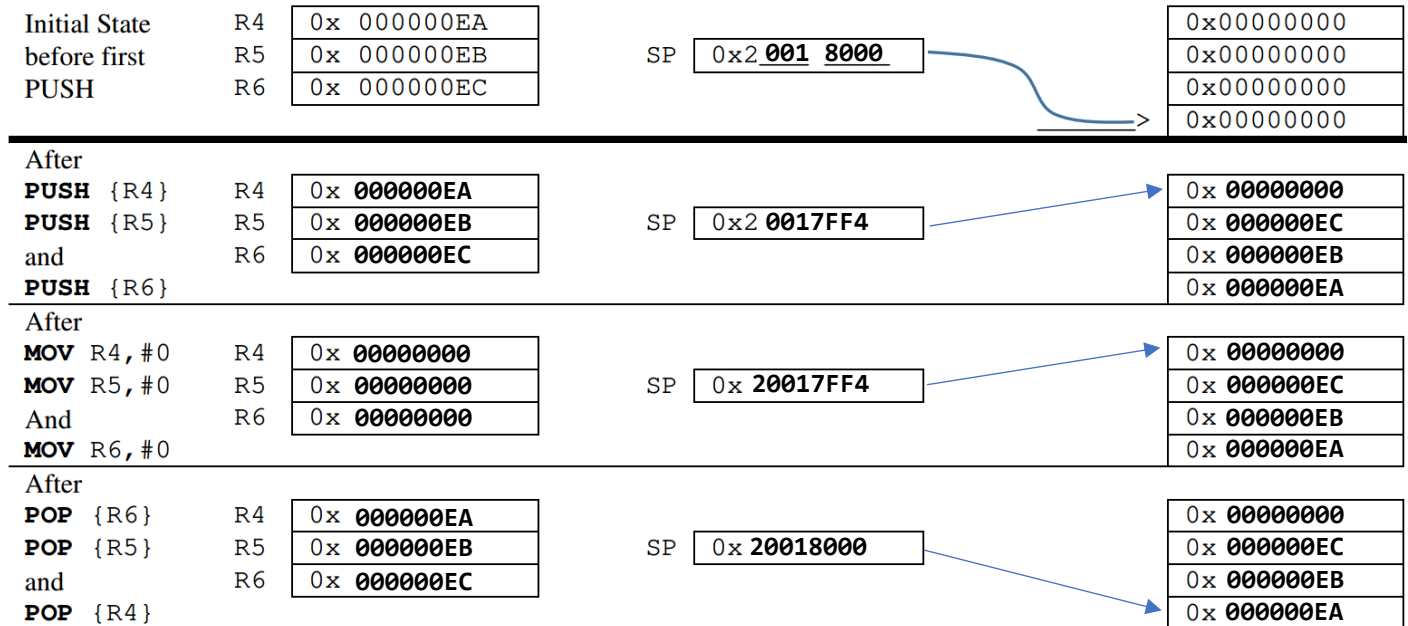 Initial State R4 0x 000000EA 0x00000000
before first R5 0x 000000EB SP 0x2 001 8000 0x00000000
PUSH R6 0x 000000EC 0x00000000
> 0x00000000
After
PUSH {R4} R4 0x 000000EA 0x 00000000
PUSH {R5} R5 0x 000000EB SP 0x2 0017FF4 0x 000000EC
and R6 0x 000000EC 0x 000000EB
PUSH {R6} 0x 000000EA
After
MOV R4,#0 R4 0x 00000000 0x 00000000
MOV R5,#0 R5 0x 00000000 SP 0x 20017FF4 0x 000000EC
And R6 0x 00000000 0x 000000EB
MOV R6,#0 0x 000000EA
After
POP {R6} R4 0x 000000EA 0x 00000000
POP {R5} R5 0x 000000EB SP 0x 20018000 0x 000000EC
and R6 0x 000000EC 0x 000000EB
POP {R4} 0x 000000EA